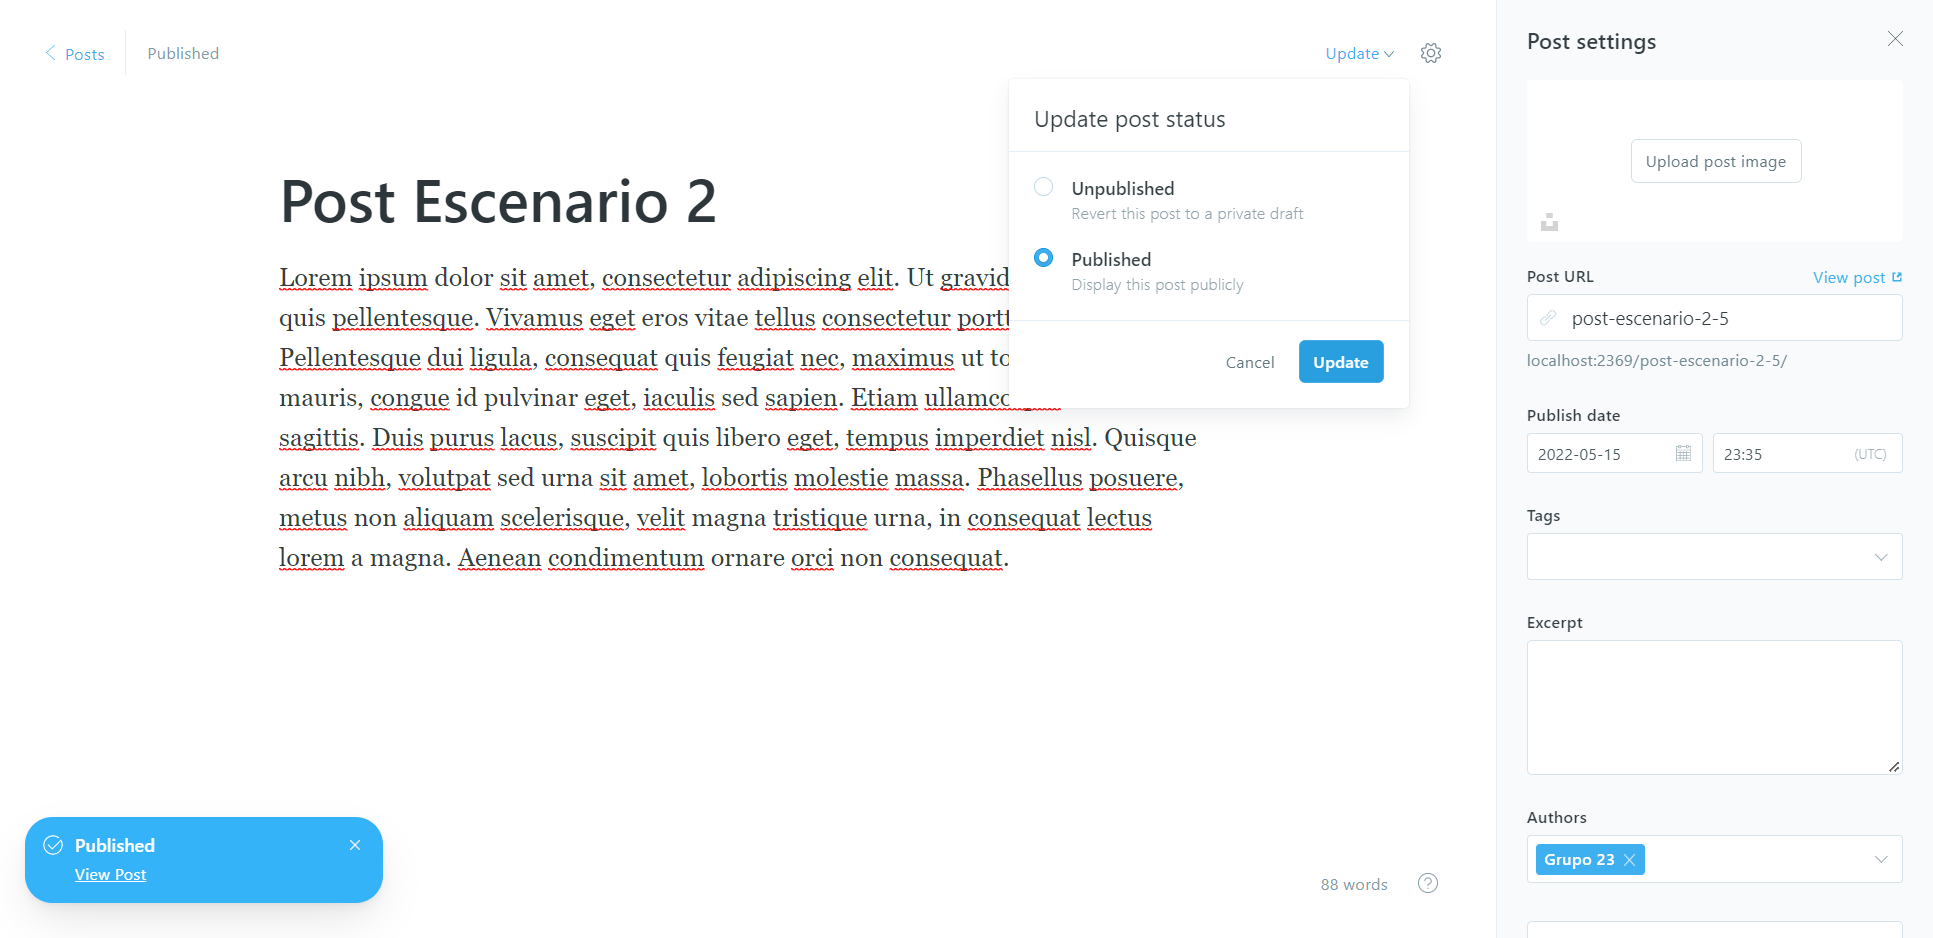 Posts
Published
Update
Post settings
Update post status
Unpublished
Revert this post to a private draft
Published
Display this post publicly
Cancel
Update
Post Escenario 2
Lorem ipsum dolor sit amet, consectetur adipiscing elit. Ut gravid
quis pellentesque. Vivamus eget eros vitae tellus consectetur portt
Pellentesque dui ligula, consequat quis feugiat nec, maximus ut to
mauris, congue id pulvinar eget, iaculis sed sapien. Etiam ullamco
sagittis. Duis purus lacus, suscipit quis libero eget, tempus imperdiet nisl. Quisque
arcu nibh, volutpat sed urna sit amet, lobortis molestie massa. Phasellus posuere,
metus non aliquam scelerisque, velit magna tristique urna, in consequat lectus
lorem a magna. Aenean condimentum ornare orci non consequat.
Published
View Post
88 words
Upload post image
Post URL
View post
post-escenario-2-5
localhost:2369/post-escenario-2-5/
Publish date
2022-05-15
23:35
(UTC)
Tags
Excerpt
Authors
Grupo 23